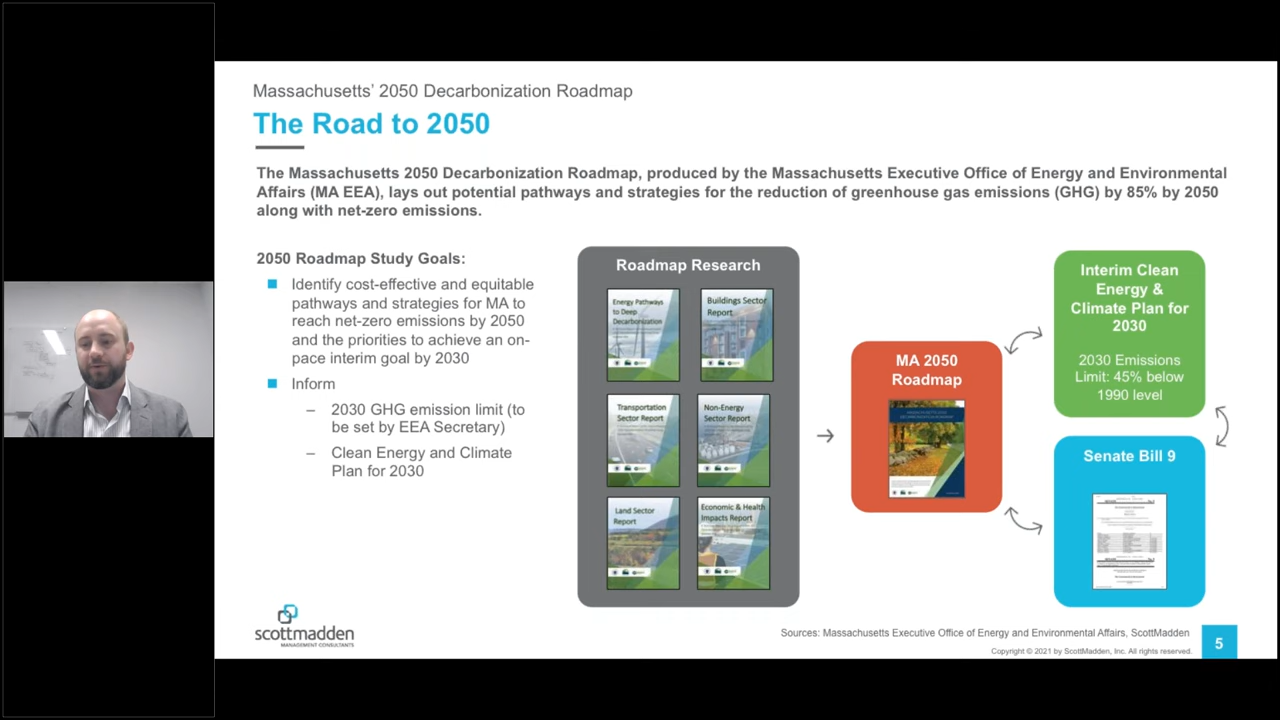 Massachusetts' 2050 Decarbonization Roadmap
The Road to 2050
The Massachusetts 2050 Decarbonization Roadmap, produced by the Massachusetts Executive Office of Energy and Environmental
Affairs (MA EEA), lays out potential pathways and strategies for the reduction of greenhouse gas emissions (GHG) by 85% by 2050
along with net-zero emissions.
2050 Roadmap Study Goals:
Identify cost-effective and equitable
pathways and strategies for MA to
reach net-zero emissions by 2050
and the priorities to achieve an on-
pace interim goal by 2030
Inform
– 2030 GHG emission limit (to
be set by EEA Secretary)
– Clean Energy and Climate
Plan for 2030
Roadmap Research
Energy Pathways
to Deep
Decarbonization
Buildings Sector
Report
Transportation
Sector Report
Non-Energy
Sector Report
Land Sector
Report
Economic & Health
Impacts Report
MA 2050
Roadmap
Interim Clean
Energy &
Climate Plan for
2030
2030 Emissions
Limit: 45% below
1990 level
Senate Bill 9
scottmadden
MANAGEMENT CONSULTANTS
Sources: Massachusetts Executive Office of Energy and Environmental Affairs, ScottMadden
Copyright © 2021 by ScottMadden, Inc. All rights reserved.
5